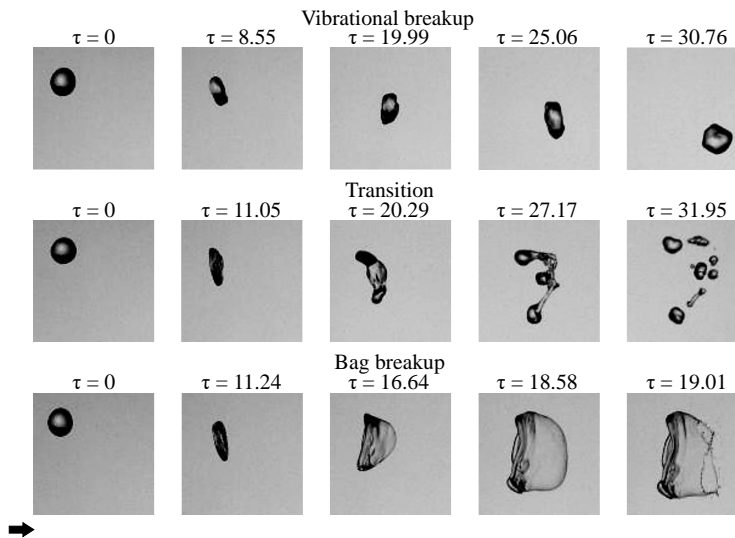 Vibrational breakup
τ = 0 τ = 8.55 τ = 19.99 τ = 25.06 τ = 30.76
Transition
τ = 0 τ = 11.05 τ = 20.29 τ = 27.17 τ = 31.95
Bag breakup
τ = 0 τ = 11.24 τ = 16.64 τ = 18.58 τ = 19.01